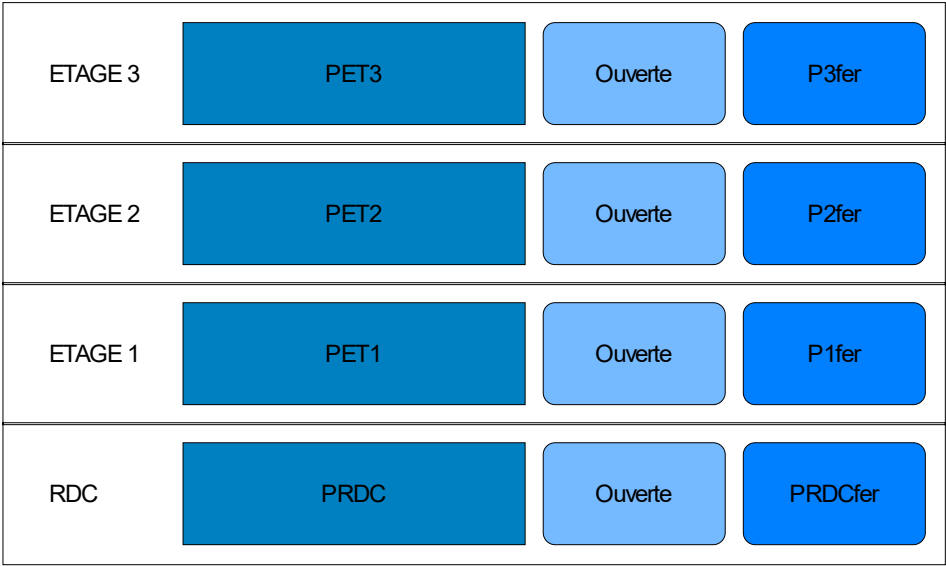 ETAGE 3 PET3 Ouverte P3fer
ETAGE 2 PET2 Ouverte P2fer
ETAGE 1 PET1 Ouverte P1fer
RDC PRDC Ouverte PRDCfer